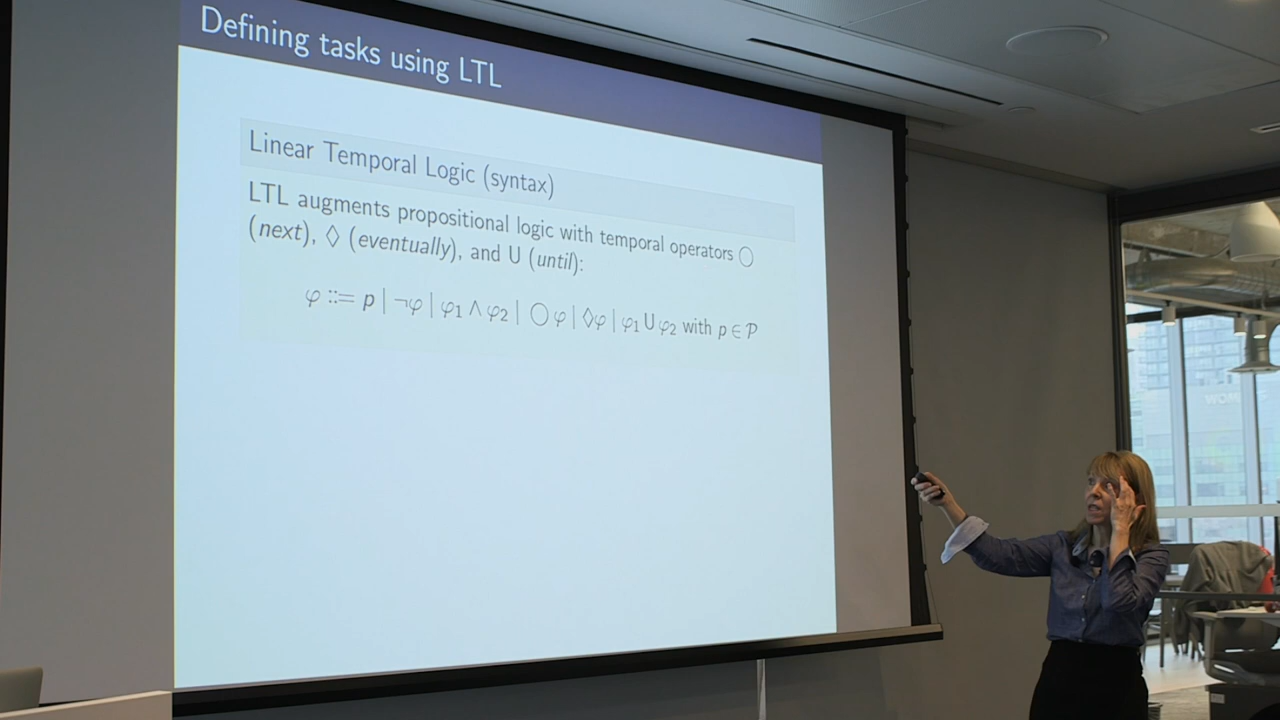 Defining tasks using LTL
Linear Temporal Logic (syntax)
LTL augments propositional logic with temporal operators ◯
(next), ◊ (eventually), and U (until):
φ ::= p | ¬φ | φ₁ ∧ φ₂ | ◯φ | ◊φ | φ₁ U φ₂ with p ∈ 𝒫